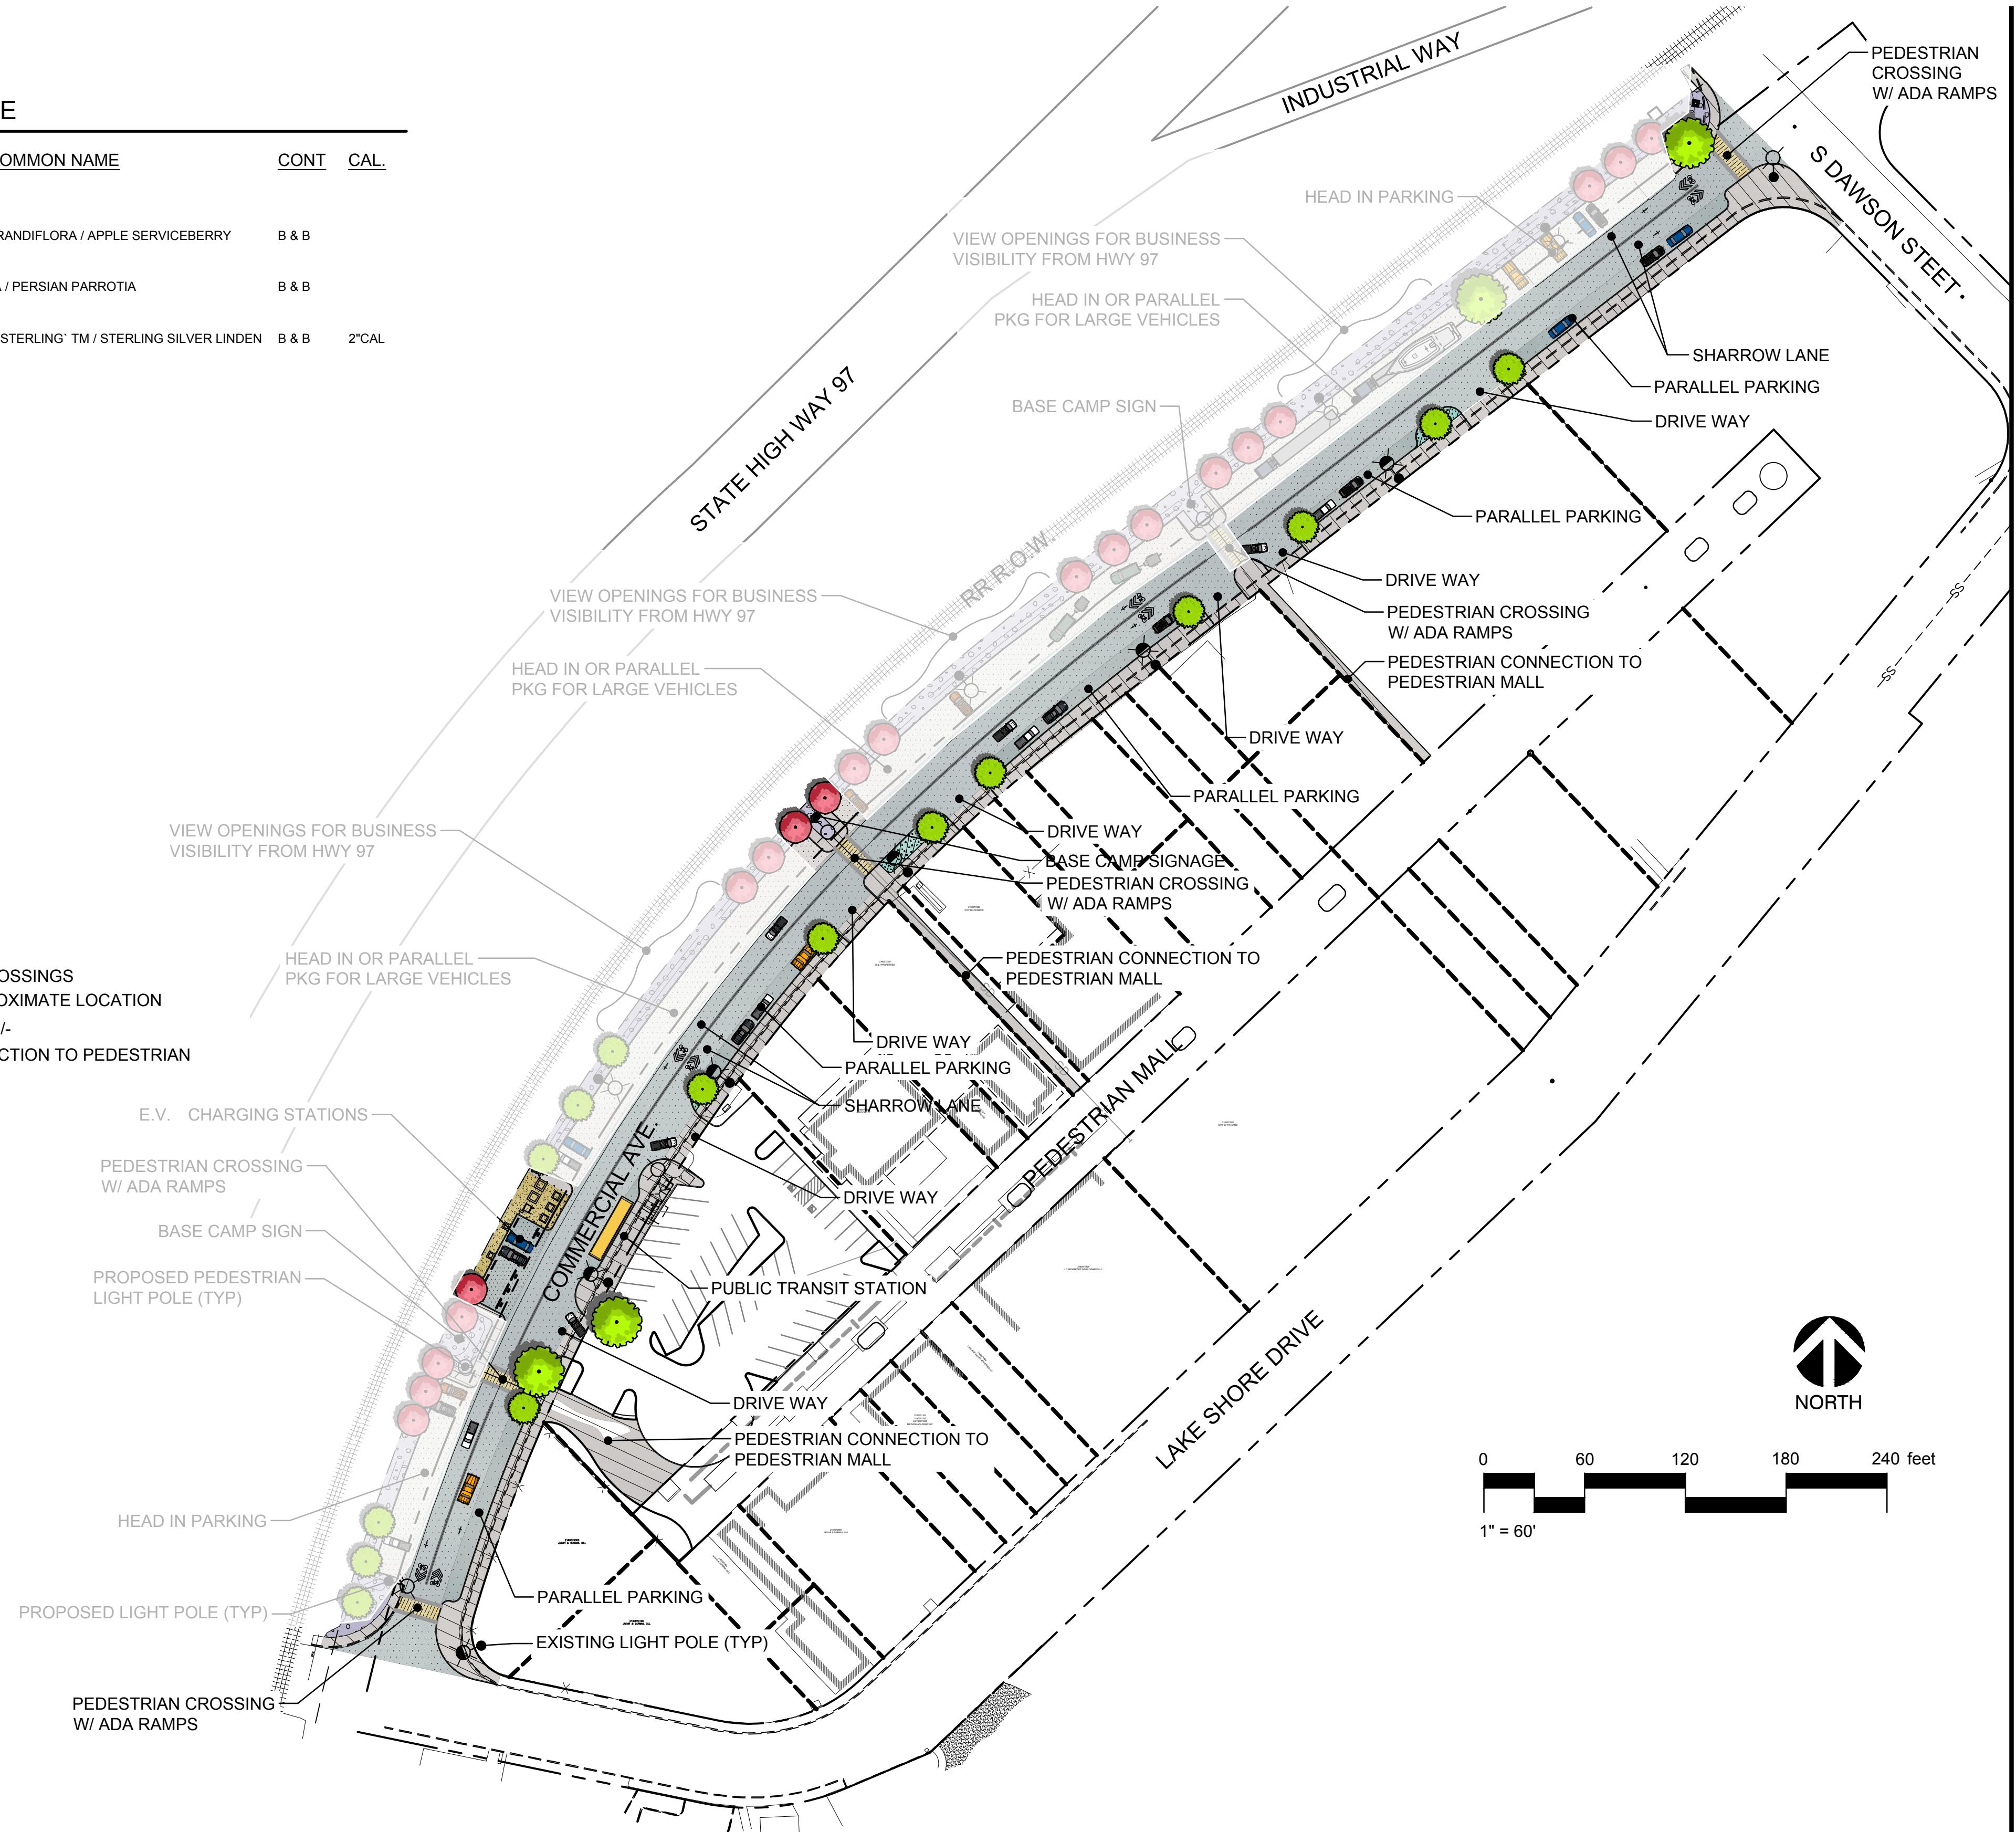 E
OMMON NAME
CONT
CAL.
RANDIFLORA / APPLE SERVICEBERRY
B & B
/ PERSIAN PARROTIA
B & B
STERLING` TM / STERLING SILVER LINDEN
B & B
2"CAL
INDUSTRIAL WAY
PEDESTRIAN
CROSSING
W/ ADA RAMPS
S DAWSON STEET
HEAD IN PARKING
VIEW OPENINGS FOR BUSINESS
VISIBILITY FROM HWY 97
HEAD IN OR PARALLEL
PKG FOR LARGE VEHICLES
SHARROW LANE
PARALLEL PARKING
DRIVE WAY
BASE CAMP SIGN
STATE HIGH WAY 97
PARALLEL PARKING
RR R.O.W.
DRIVE WAY
PEDESTRIAN CROSSING
W/ ADA RAMPS
PEDESTRIAN CONNECTION TO
PEDESTRIAN MALL
VIEW OPENINGS FOR BUSINESS
VISIBILITY FROM HWY 97
HEAD IN OR PARALLEL
PKG FOR LARGE VEHICLES
SS
SS
DRIVE WAY
PARALLEL PARKING
DRIVE WAY
BASE CAMP SIGNAGE
PEDESTRIAN CROSSING
W/ ADA RAMPS
VIEW OPENINGS FOR BUSINESS
VISIBILITY FROM HWY 97
HEAD IN OR PARALLEL
PKG FOR LARGE VEHICLES
PEDESTRIAN CONNECTION TO
PEDESTRIAN MALL
OSSINGS
OXIMATE LOCATION
/-
CTION TO PEDESTRIAN
DRIVE WAY
PARALLEL PARKING
SHARROW LANE
PEDESTRIAN MALL
E.V. CHARGING STATIONS
PEDESTRIAN CROSSING
W/ ADA RAMPS
COMMERCIAL AVE.
DRIVE WAY
BASE CAMP SIGN
PROPOSED PEDESTRIAN
LIGHT POLE (TYP)
PUBLIC TRANSIT STATION
DRIVE WAY
PEDESTRIAN CONNECTION TO
PEDESTRIAN MALL
LAKE SHORE DRIVE
NORTH
0 60 120 180 240 feet
1" = 60'
HEAD IN PARKING
PARALLEL PARKING
PROPOSED LIGHT POLE (TYP)
EXISTING LIGHT POLE (TYP)
PEDESTRIAN CROSSING
W/ ADA RAMPS